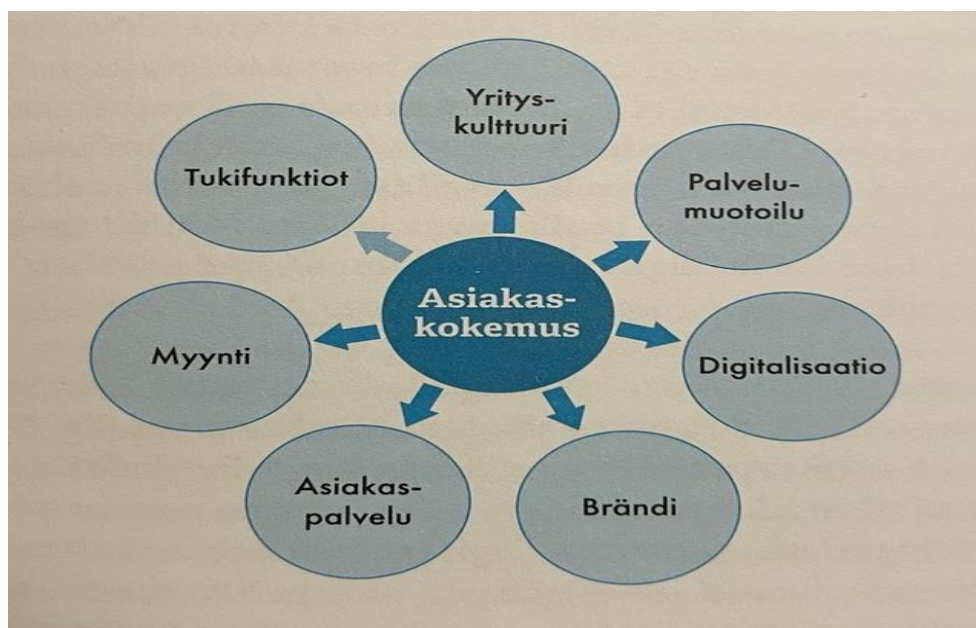 Yritys-
kulttuuri
Tukifunktiot
Palvelu-
muotoilu
Asiakas-
kokemus
Myynti
Digitalisaatio
Asiakas-
palvelu
Brändi